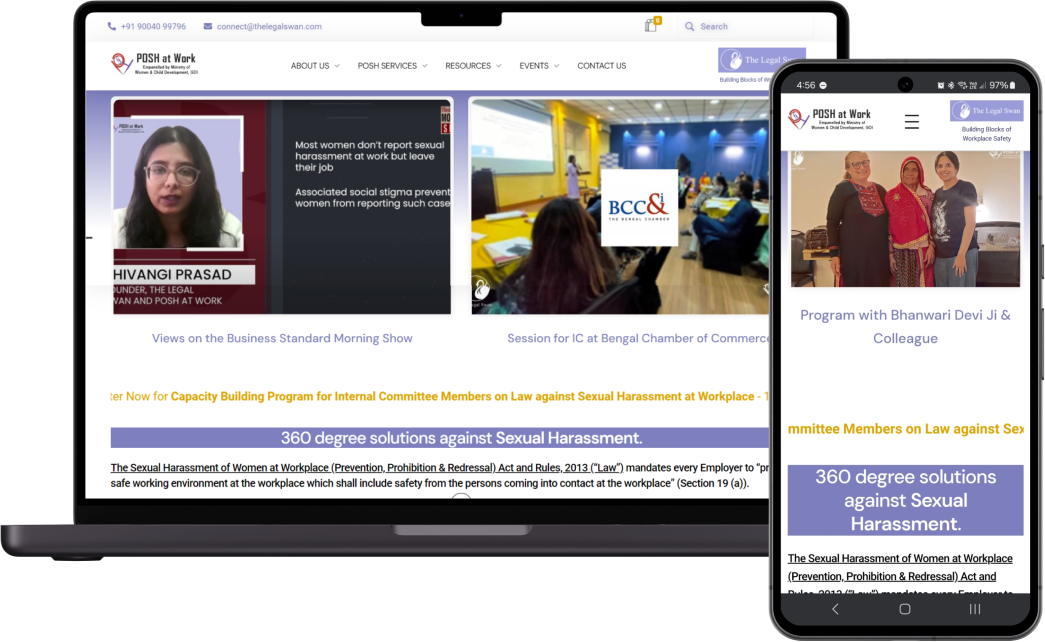 +91 90040 99796
connect@thelegalswan.com
6
Search
POSH at Work
Empanelled by Ministry of
Women & Child Development, GOI
ABOUT US
POSH SERVICES
RESOURCES
EVENTS
CONTACT US
The Legal Sw
Building Blocks of W
POSH at Work
MO
S
Most women don't report sexual
harassment at work but leave
their job
Associated social stigma prevent
women from reporting such case
HIVANGI PRASAD
OUNDER, THE LEGAL
WAN AND POSH AT WORK
BCC&i
THE BENGAL CHAMBER
Views on the Business Standard Morning Show
Session for IC at Bengal Chamber of Commerc
ter Now for Capacity Building Program for Internal Committee Members on Law against Sexual Harassment at Workplace - 1
360 degree solutions against Sexual Harassment.
The Sexual Harassment of Women at Workplace (Prevention, Prohibition & Redressal) Act and Rules, 2013 ("Law") mandates every Employer to "p
safe working environment at the workplace which shall include safety from the persons coming into contact at the workplace" (Section 19 (a)).
4:56
97%
POSH at Work
Empanelled by Ministry of
Women & Child Development, GOI
The Legal Swan
Building Blocks of
Workplace Safety
Program with Bhanwari Devi Ji &
Colleague
mmittee Members on Law against Sex
360 degree solutions
against Sexual
Harassment.
The Sexual Harassment of Women at Workplace
(Prevention, Prohibition & Redressal) Act and
Rules, 2013 ("Law") mandates every Employer to